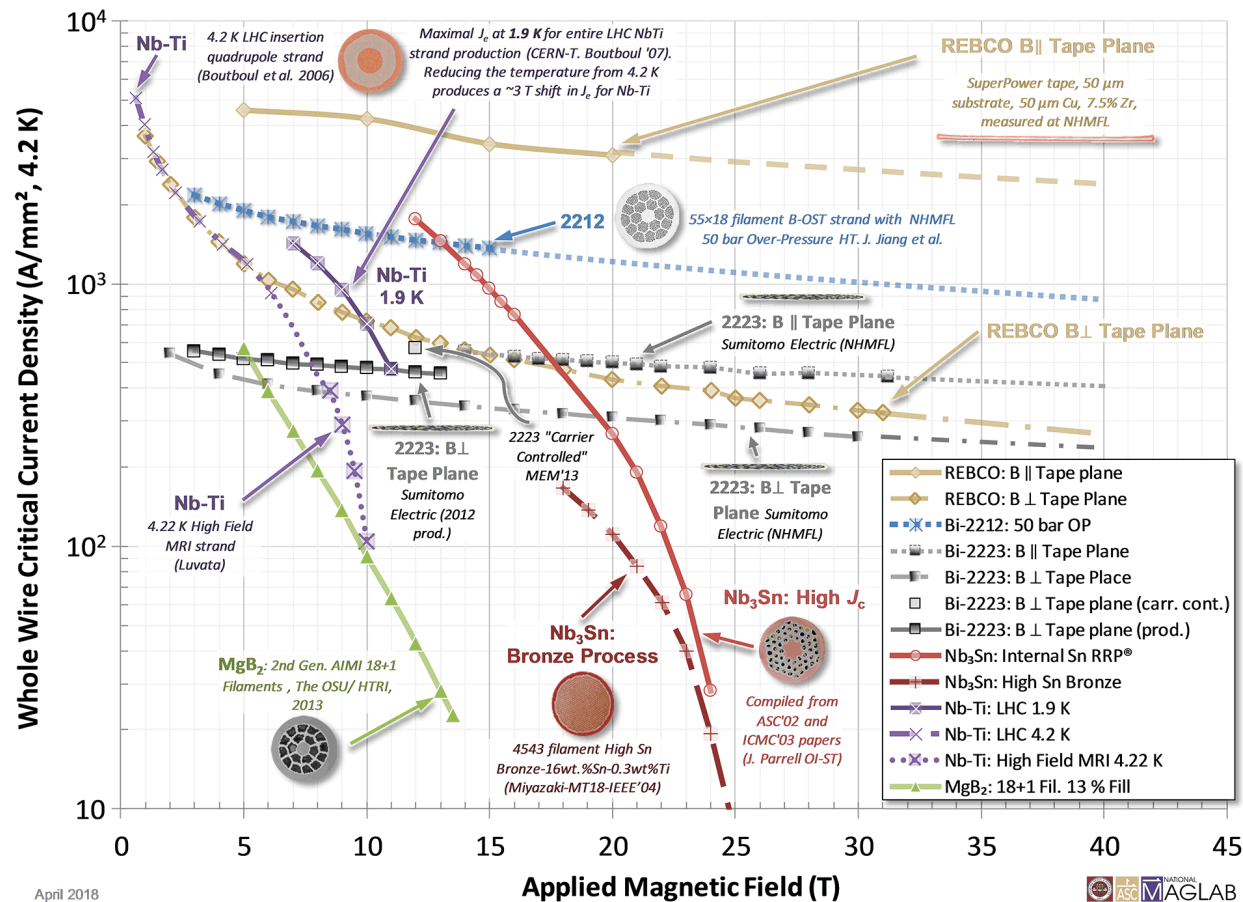 Whole Wire Critical Current Density (A/mm², 4.2 K)
10⁴
10³
10²
10
0
5
10
15
20
25
30
35
40
45
Applied Magnetic Field (T)
Nb-Ti
4.2 K LHC insertion
quadrupole strand
(Boutboul et al. 2006)
Maximal Jₑ at 1.9 K for entire LHC NbTi
strand production (CERN-T. Boutboul '07).
Reducing the temperature from 4.2 K
produces a ~3 T shift in Jₑ for Nb-Ti
REBCO B∥ Tape Plane
SuperPower tape, 50 μm
substrate, 50 μm Cu, 7.5% Zr,
measured at NHMFL
2212
55×18 filament B-OST strand with NHMFL
50 bar Over-Pressure HT. J. Jiang et al.
Nb-Ti
1.9 K
2223: B ∥ Tape Plane
Sumitomo Electric (NHMFL)
REBCO B⊥ Tape Plane
2223: B⊥
Tape Plane
Sumitomo
Electric (2012
prod.)
2223 "Carrier
Controlled"
MEM'13
2223: B⊥ Tape
Plane Sumitomo
Electric (NHMFL)
Nb-Ti
4.22 K High Field
MRI strand
(Luvata)
MgB₂: 2nd Gen. AIMI 18+1
Filaments , The OSU/ HTRI,
2013
Nb₃Sn:
Bronze Process
4543 filament High Sn
Bronze-16wt.%Sn-0.3wt%Ti
(Miyazaki-MT18-IEEE'04)
Nb₃Sn: High Jc
Compiled from
ASC'02 and
ICMC'03 papers
(J. Parrell OI-ST)
REBCO: B ∥ Tape plane
REBCO: B ⊥ Tape Plane
Bi-2212: 50 bar OP
Bi-2223: B ∥ Tape Plane
Bi-2223: B ⊥ Tape Place
Bi-2223: B ⊥ Tape plane (carr. cont.)
Bi-2223: B ⊥ Tape plane (prod.)
Nb₃Sn: Internal Sn RRP®
Nb₃Sn: High Sn Bronze
Nb-Ti: LHC 1.9 K
Nb-Ti: LHC 4.2 K
Nb-Ti: High Field MRI 4.22 K
MgB₂: 18+1 Fil. 13 % Fill
April 2018
ASC
NATIONAL
MAGLAB